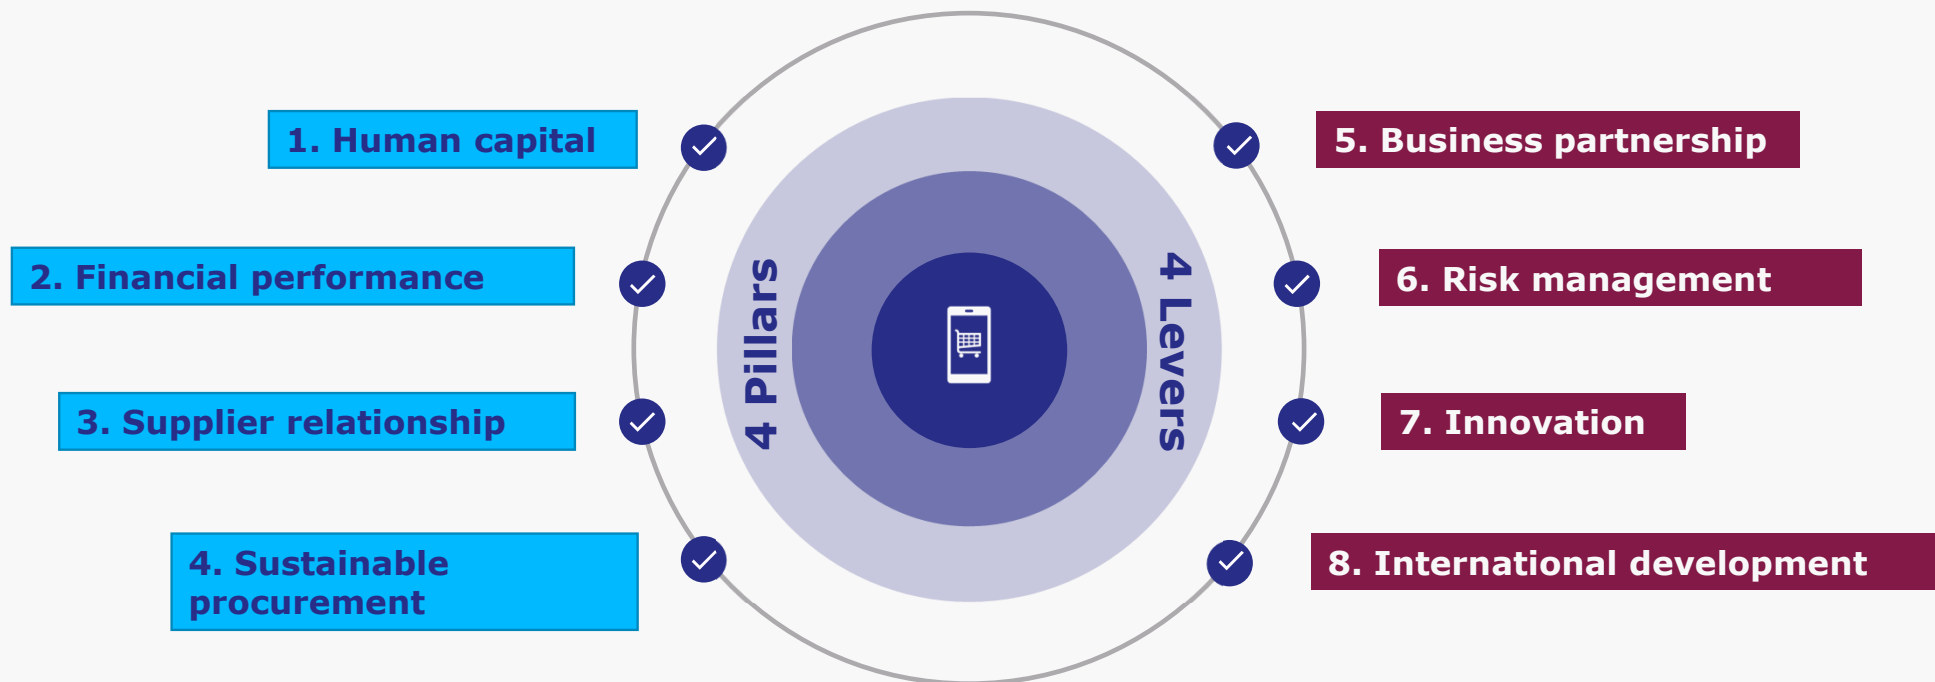 1. Human capital
2. Financial performance
3. Supplier relationship
4. Sustainable
procurement
4 Pillars
4 Levers
5. Business partnership
6. Risk management
7. Innovation
8. International development